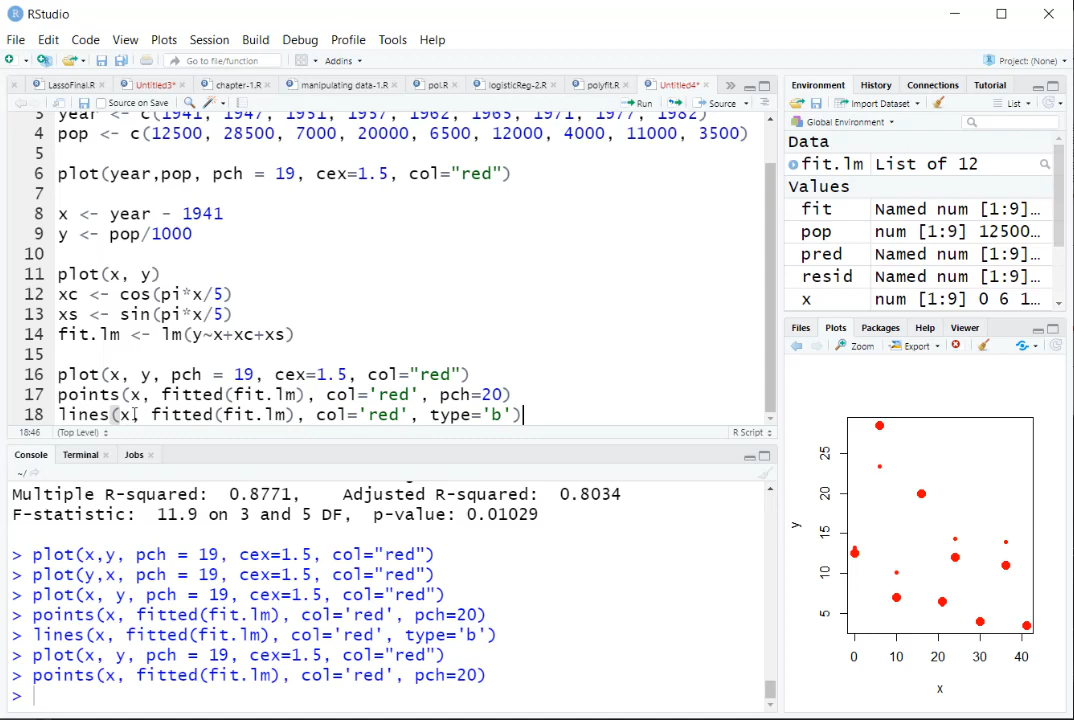 RStudio
File Edit Code View Plots Session Build Debug Profile Tools Help
Go to file/function Addins Project: (None)
LassoFinal.R Untitled3* chapter-1.R manipulating data-1.R pol.R logisticReg-2.R polyfit.R Untitled4*
Source on Save Run Source
3 year <- c(1941, 1947, 1951, 1957, 1962, 1965, 1971, 1977, 1982)
4 pop <- c(12500, 28500, 7000, 20000, 6500, 12000, 4000, 11000, 3500)
5
6 plot(year,pop, pch = 19, cex=1.5, col="red")
7
8 x <- year - 1941
9 y <- pop/1000
10
11 plot(x, y)
12 xc <- cos(pi*x/5)
13 xs <- sin(pi*x/5)
14 fit.lm <- lm(y~x+xc+xs)
15
16 plot(x, y, pch = 19, cex=1.5, col="red")
17 points(x, fitted(fit.lm), col='red', pch=20)
18 lines(x, fitted(fit.lm), col='red', type='b')
18:46 (Top Level) R Script
Console Terminal Jobs
~/
Multiple R-squared: 0.8771, Adjusted R-squared: 0.8034
F-statistic: 11.9 on 3 and 5 DF, p-value: 0.01029
> plot(x,y, pch = 19, cex=1.5, col="red")
> plot(y,x, pch = 19, cex=1.5, col="red")
> plot(x, y, pch = 19, cex=1.5, col="red")
> points(x, fitted(fit.lm), col='red', pch=20)
> lines(x, fitted(fit.lm), col='red', type='b')
> plot(x, y, pch = 19, cex=1.5, col="red")
> points(x, fitted(fit.lm), col='red', pch=20)
>
Environment History Connections Tutorial
Import Dataset List
Global Environment
Data
fit.lm List of 12
Values
fit Named num [1:9]…
pop num [1:9] 12500…
pred Named num [1:9]…
resid Named num [1:9]…
x num [1:9] 0 6 1…
Files Plots Packages Help Viewer
Zoom Export
25
20
15
10
5
y
0 10 20 30 40
x